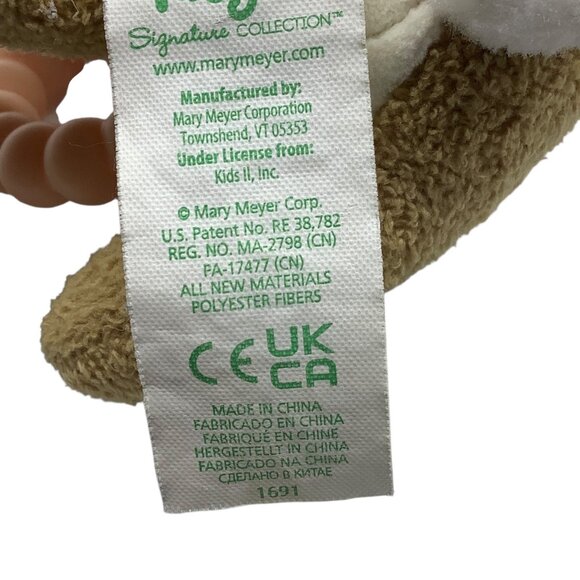 Signature COLLECTION™
www.marymeyer.com
Manufactured by:
Mary Meyer Corporation
Townshend, VT 05353
Under License from:
Kids II, Inc.
© Mary Meyer Corp.
U.S. Patent No. RE 38,782
REG. NO. MA-2798 (CN)
PA-17477 (CN)
ALL NEW MATERIALS
POLYESTER FIBERS
CE UK
CA
MADE IN CHINA
FABRICADO EN CHINA
FABRIQUÉ EN CHINE
HERGESTELLT IN CHINA
FABRICADO NA CHINA
СДЕЛАНО В КИТАЕ
1691